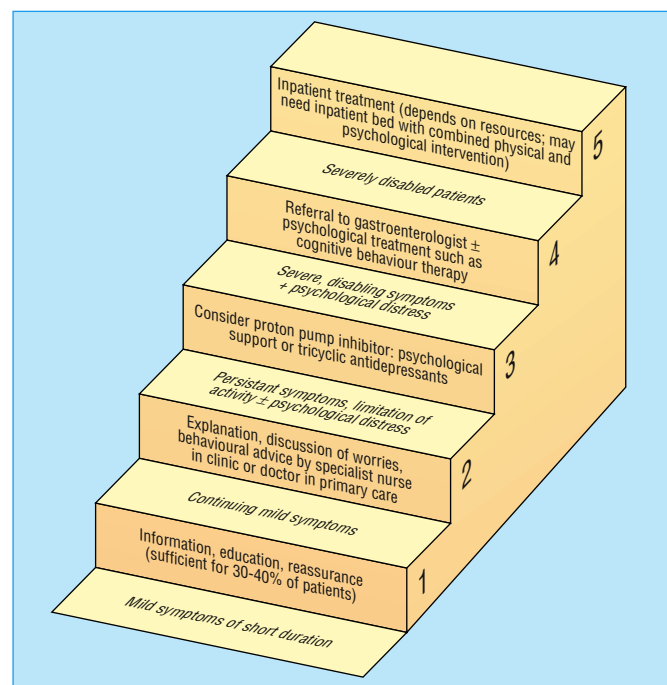 Inpatient treatment (depends on resources; may
need inpatient bed with combined physical and
psychological intervention)
5
Severely disabled patients
Referral to gastroenterologist ±
psychological treatment such as
cognitive behaviour therapy
4
Severe, disabling symptoms
+ psychological distress
Consider proton pump inhibitor: psychological
support or tricyclic antidepressants
3
Persistant symptoms, limitation of
activity ± psychological distress
Explanation, discussion of worries,
behavioural advice by specialist nurse
in clinic or doctor in primary care
2
Continuing mild symptoms
Information, education, reassurance
(sufficient for 30-40% of patients)
1
Mild symptoms of short duration